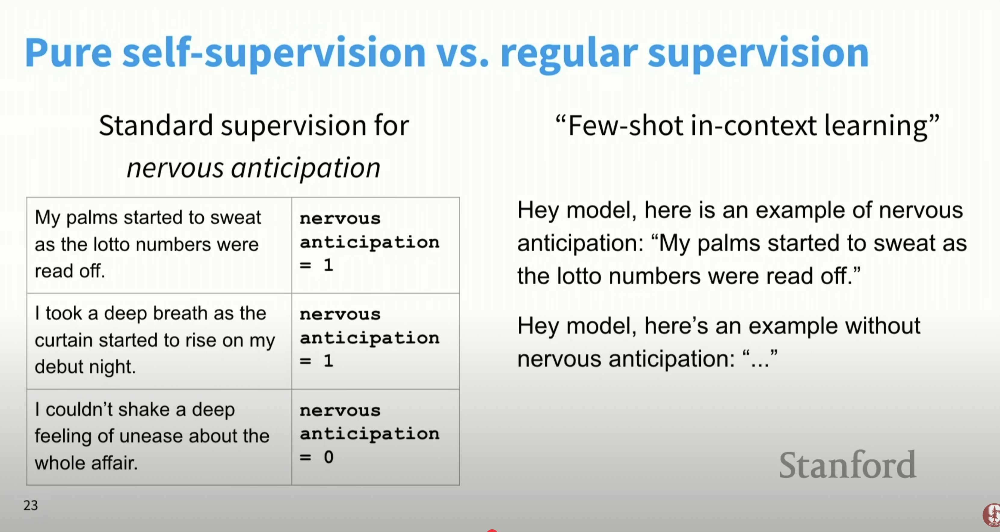 Pure self-supervision vs. regular supervision
Standard supervision for
nervous anticipation
My palms started to sweat
as the lotto numbers were
read off.
nervous
anticipation
= 1
I took a deep breath as the
curtain started to rise on my
debut night.
nervous
anticipation
= 1
I couldn’t shake a deep
feeling of unease about the
whole affair.
nervous
anticipation
= 0
“Few-shot in-context learning”
Hey model, here is an example of nervous
anticipation: “My palms started to sweat as
the lotto numbers were read off.”
Hey model, here’s an example without
nervous anticipation: “...”
Stanford
23
ONLINE